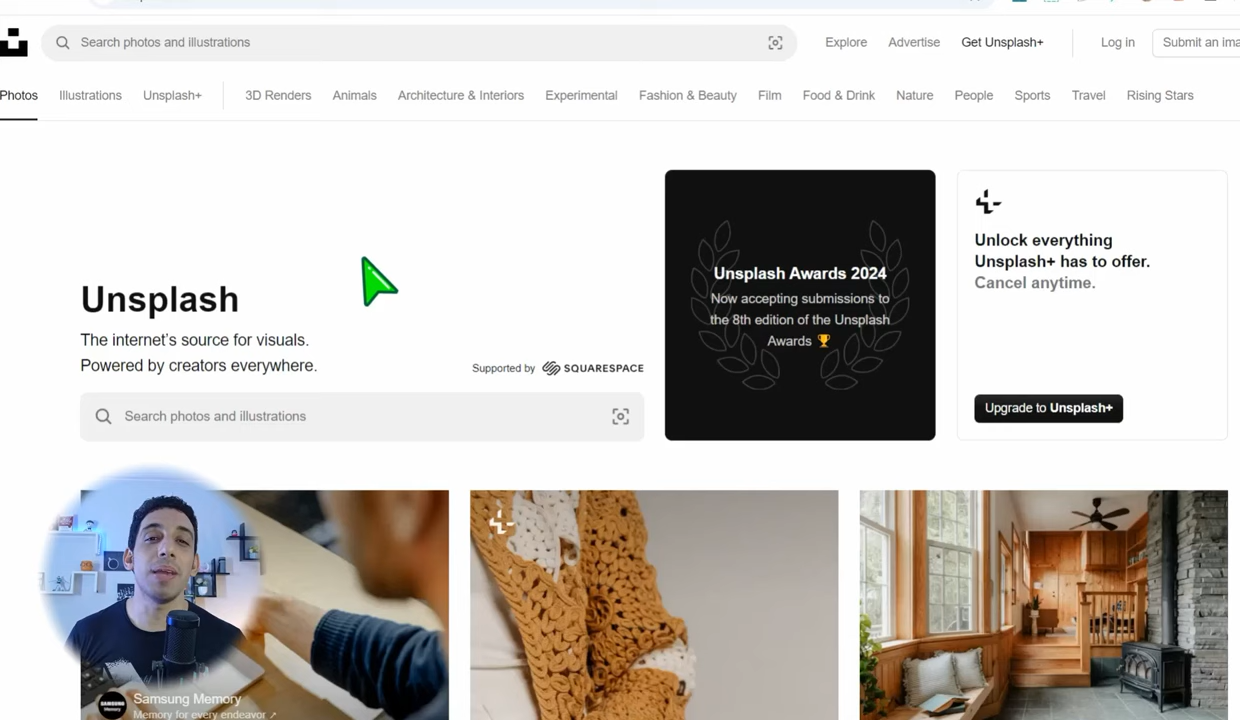 Search photos and illustrations
Explore
Advertise
Get Unsplash+
Log in
Submit an ima
Photos
Illustrations
Unsplash+
3D Renders
Animals
Architecture & Interiors
Experimental
Fashion & Beauty
Film
Food & Drink
Nature
People
Sports
Travel
Rising Stars
Unsplash
The internet's source for visuals.
Powered by creators everywhere.
Supported by SQUARESPACE
Search photos and illustrations
Unsplash Awards 2024
Now accepting submissions to
the 8th edition of the Unsplash
Awards 🏆
Unlock everything
Unsplash+ has to offer.
Cancel anytime.
Upgrade to Unsplash+
SAMSUNG
Memory
Samsung Memory
Memory for every endeavor ↗